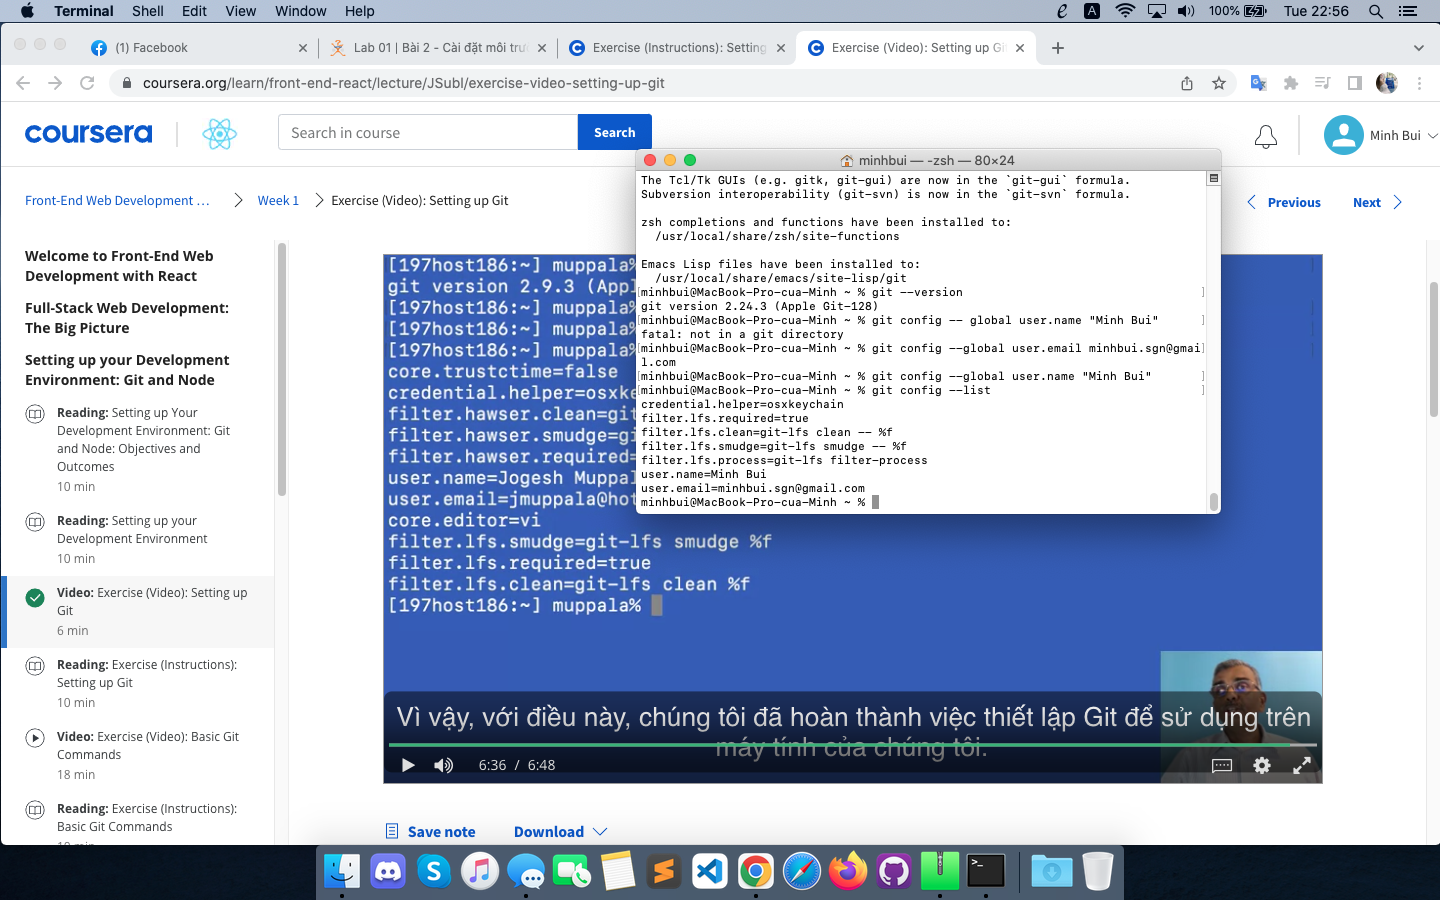 Terminal Shell Edit View Window Help
A 100% Tue 22:56
(1) Facebook
Lab 01 | Bài 2 - Cài đặt môi trư
Exercise (Instructions): Setting
Exercise (Video): Setting up Gi
coursera.org/learn/front-end-react/lecture/JSubl/exercise-video-setting-up-git
coursera
Search in course
Search
Minh Bui
Front-End Web Development ...
Week 1
Exercise (Video): Setting up Git
Previous
Next
Welcome to Front-End Web
Development with React
Full-Stack Web Development:
The Big Picture
Setting up your Development
Environment: Git and Node
Reading: Setting up Your
Development Environment: Git
and Node: Objectives and
Outcomes
10 min
Reading: Setting up your
Development Environment
10 min
Video: Exercise (Video): Setting up
Git
6 min
Reading: Exercise (Instructions):
Setting up Git
10 min
Video: Exercise (Video): Basic Git
Commands
18 min
Reading: Exercise (Instructions):
Basic Git Commands
10 min
[197host186:~] muppala%
git version 2.9.3 (Appl
[197host186:~] muppala%
[197host186:~] muppala%
[197host186:~] muppala%
core.trustctime=false
credential.helper=osxke
filter.hawser.clean=git
filter.hawser.smudge=gi
filter.hawser.required=
user.name=Jogesh Muppal
user.email=jmuppala@hot
core.editor=vi
filter.lfs.smudge=git-lfs smudge %f
filter.lfs.required=true
filter.lfs.clean=git-lfs clean %f
[197host186:~] muppala%
Vì vậy, với điều này, chúng tôi đã hoàn thành việc thiết lập Git để sử dụng trên
máy tính của chúng tôi.
6:36 / 6:48
Save note
Download
minhbui — -zsh — 80×24
The Tcl/Tk GUIs (e.g. gitk, git-gui) are now in the `git-gui` formula.
Subversion interoperability (git-svn) is now in the `git-svn` formula.
zsh completions and functions have been installed to:
/usr/local/share/zsh/site-functions
Emacs Lisp files have been installed to:
/usr/local/share/emacs/site-lisp/git
[minhbui@MacBook-Pro-cua-Minh ~ % git --version ]
git version 2.24.3 (Apple Git-128)
[minhbui@MacBook-Pro-cua-Minh ~ % git config -- global user.name "Minh Bui" ]
fatal: not in a git directory
[minhbui@MacBook-Pro-cua-Minh ~ % git config --global user.email minhbui.sgn@gmai]
l.com
[minhbui@MacBook-Pro-cua-Minh ~ % git config --global user.name "Minh Bui" ]
[minhbui@MacBook-Pro-cua-Minh ~ % git config --list ]
credential.helper=osxkeychain
filter.lfs.required=true
filter.lfs.clean=git-lfs clean -- %f
filter.lfs.smudge=git-lfs smudge -- %f
filter.lfs.process=git-lfs filter-process
user.name=Minh Bui
user.email=minhbui.sgn@gmail.com
minhbui@MacBook-Pro-cua-Minh ~ %